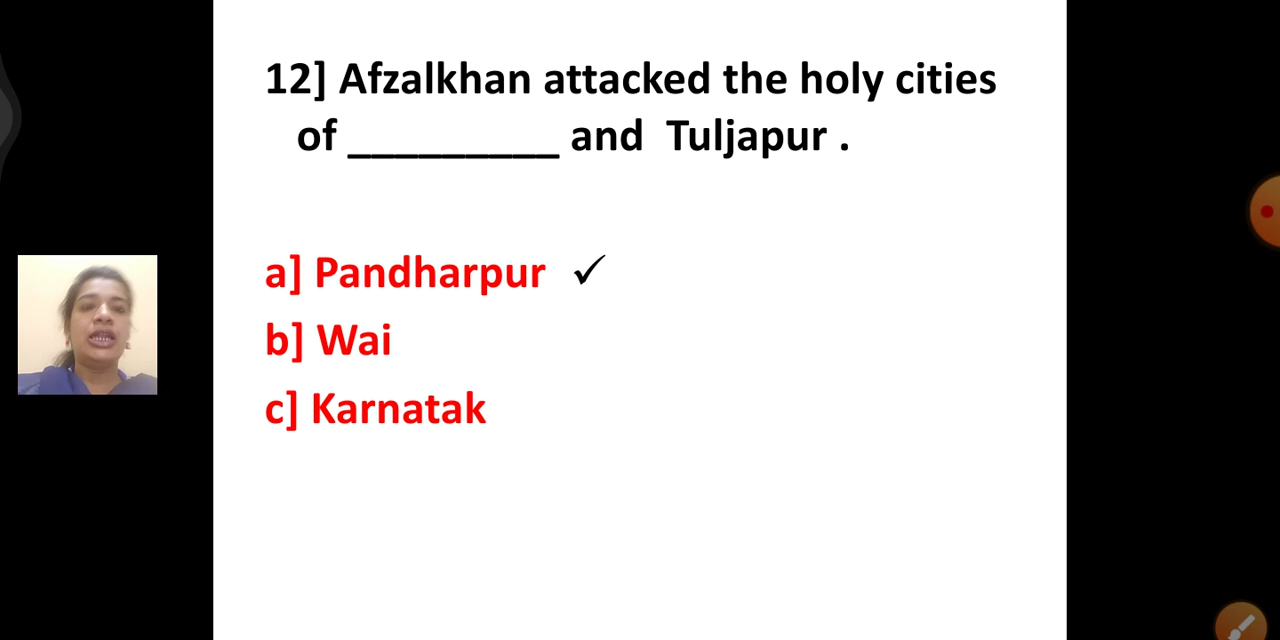 12] Afzalkhan attacked the holy cities
of _________ and Tuljapur .
a] Pandharpur ✓
b] Wai
c] Karnatak